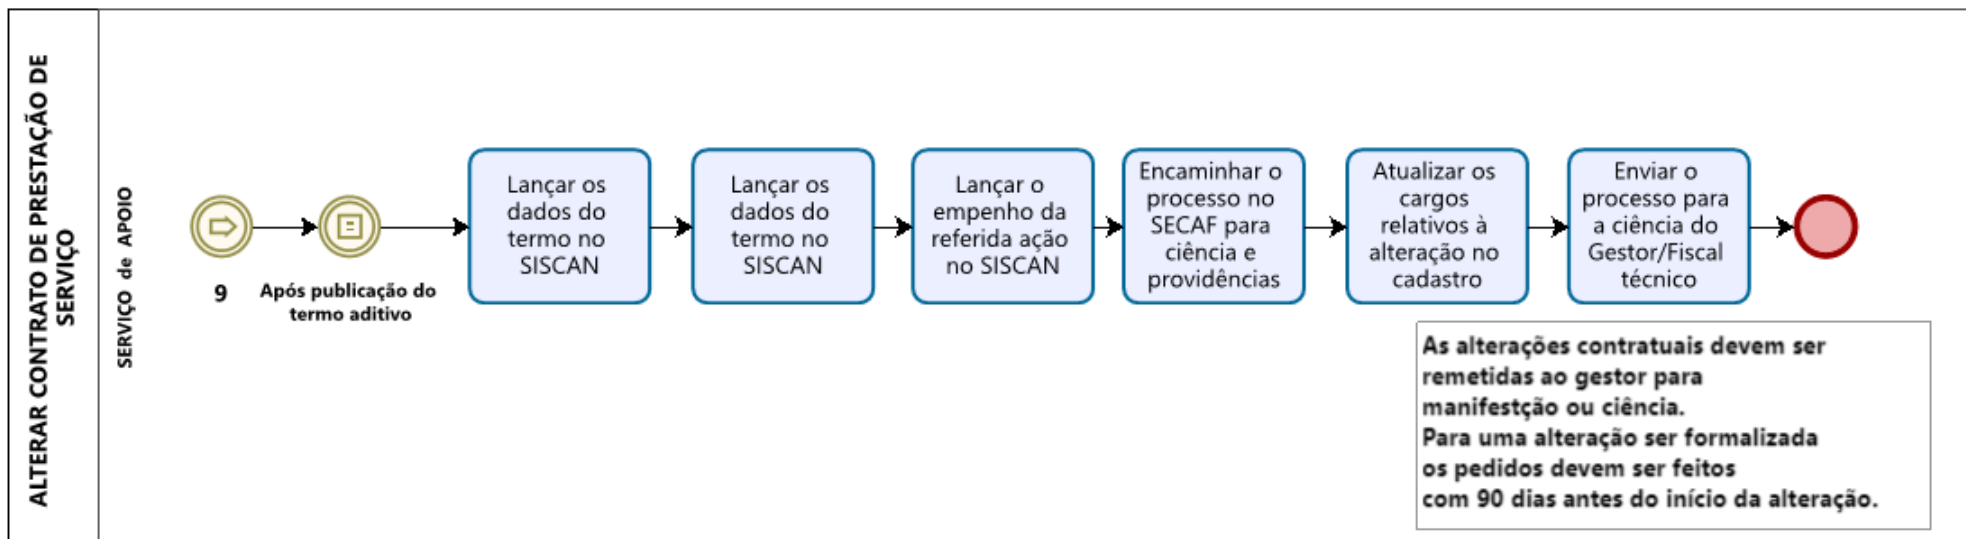 ALTERAR CONTRATO DE PRESTAÇÃO DE
SERVIÇO
SERVIÇO de APOIO
9
Após publicação do
termo aditivo
Lançar os
dados do
termo no
SISCAN
Lançar os
dados do
termo no
SISCAN
Lançar o
empenho da
referida ação
no SISCAN
Encaminhar o
processo no
SECAF para
ciência e
providências
Atualizar os
cargos
relativos à
alteração no
cadastro
Enviar o
processo para
a ciência do
Gestor/Fiscal
técnico
As alterações contratuais devem ser
remetidas ao gestor para
manifestção ou ciência.
Para uma alteração ser formalizada
os pedidos devem ser feitos
com 90 dias antes do início da alteração.